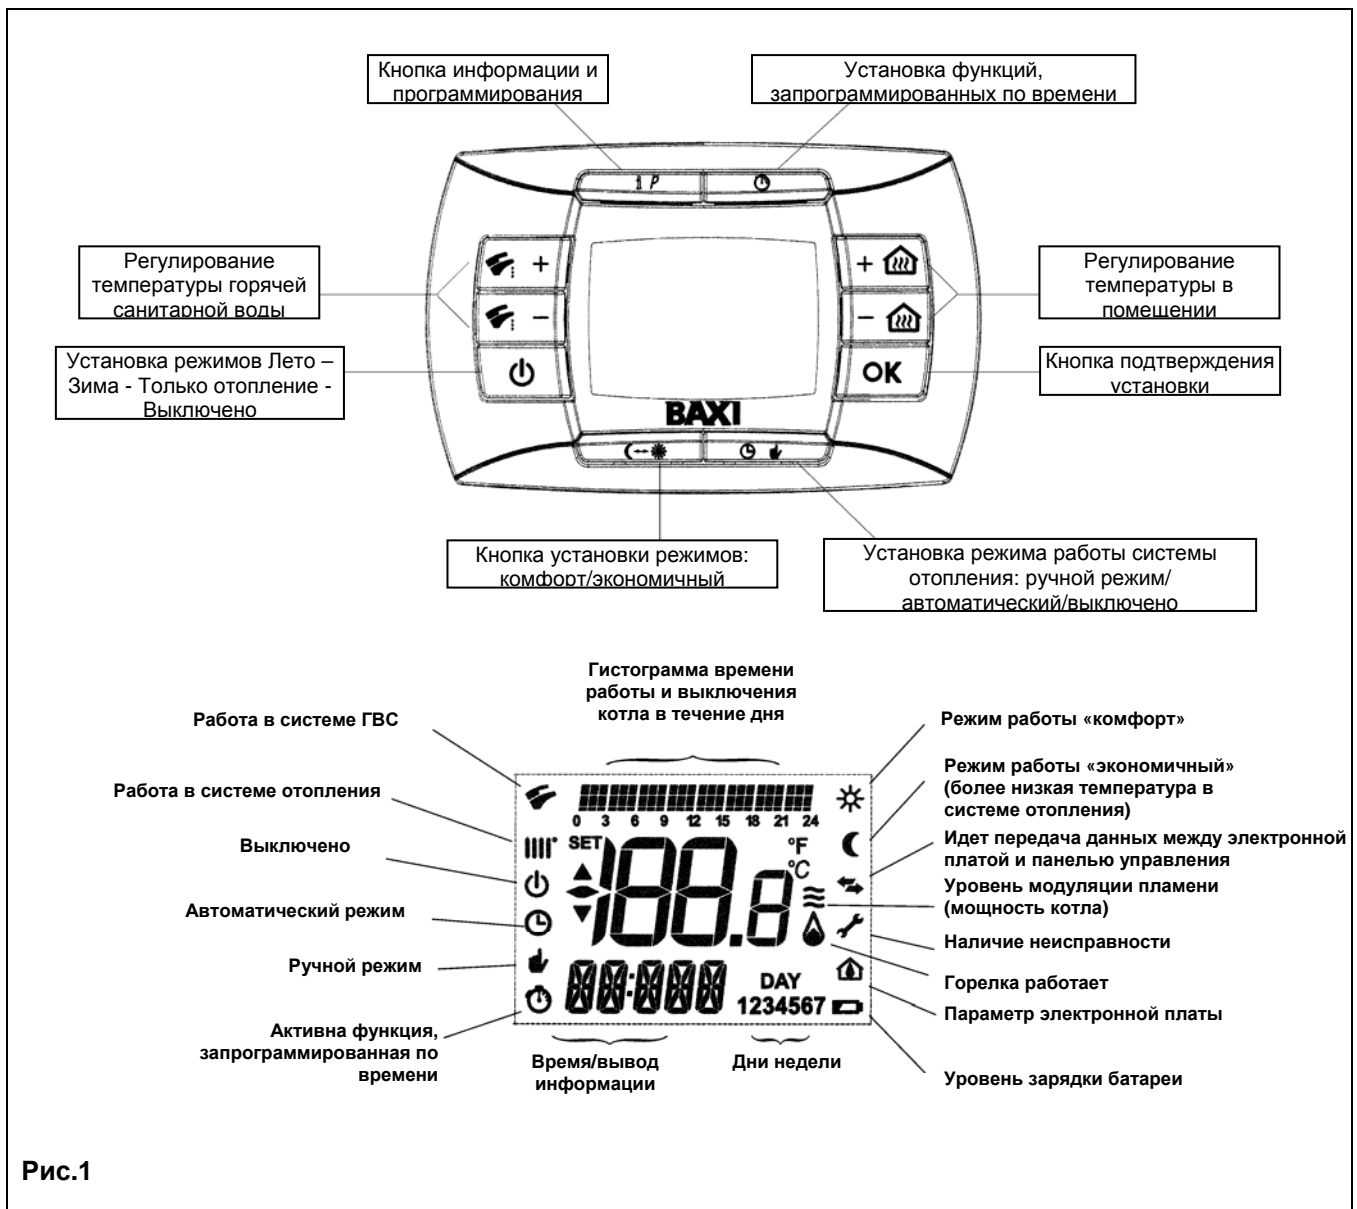 Кнопка информации и
программирования
Установка функций,
запрограммированных по времени
i P
Регулирование
температуры горячей
санитарной воды
+
+
Регулирование
температуры в
помещении
–
–
Установка режимов Лето –
Зима - Только отопление -
Выключено
OK
Кнопка подтверждения
установки
BAXI
Кнопка установки режимов:
комфорт/экономичный
Установка режима работы системы
отопления: ручной режим/
автоматический/выключено
Гистограмма времени
работы и выключения
котла в течение дня
Работа в системе ГВС
Работа в системе отопления
Выключено
Автоматический режим
Ручной режим
Активна функция,
запрограммированная по
времени
0 3 6 9 12 15 18 21 24
SET
188.8
°F
°C
88:888
DAY
1234567
Время/вывод
информации
Дни недели
Режим работы «комфорт»
Режим работы «экономичный»
(более низкая температура в
системе отопления)
Идет передача данных между электронной
платой и панелью управления
Уровень модуляции пламени
(мощность котла)
Наличие неисправности
Горелка работает
Параметр электронной платы
Уровень зарядки батареи
Рис.1